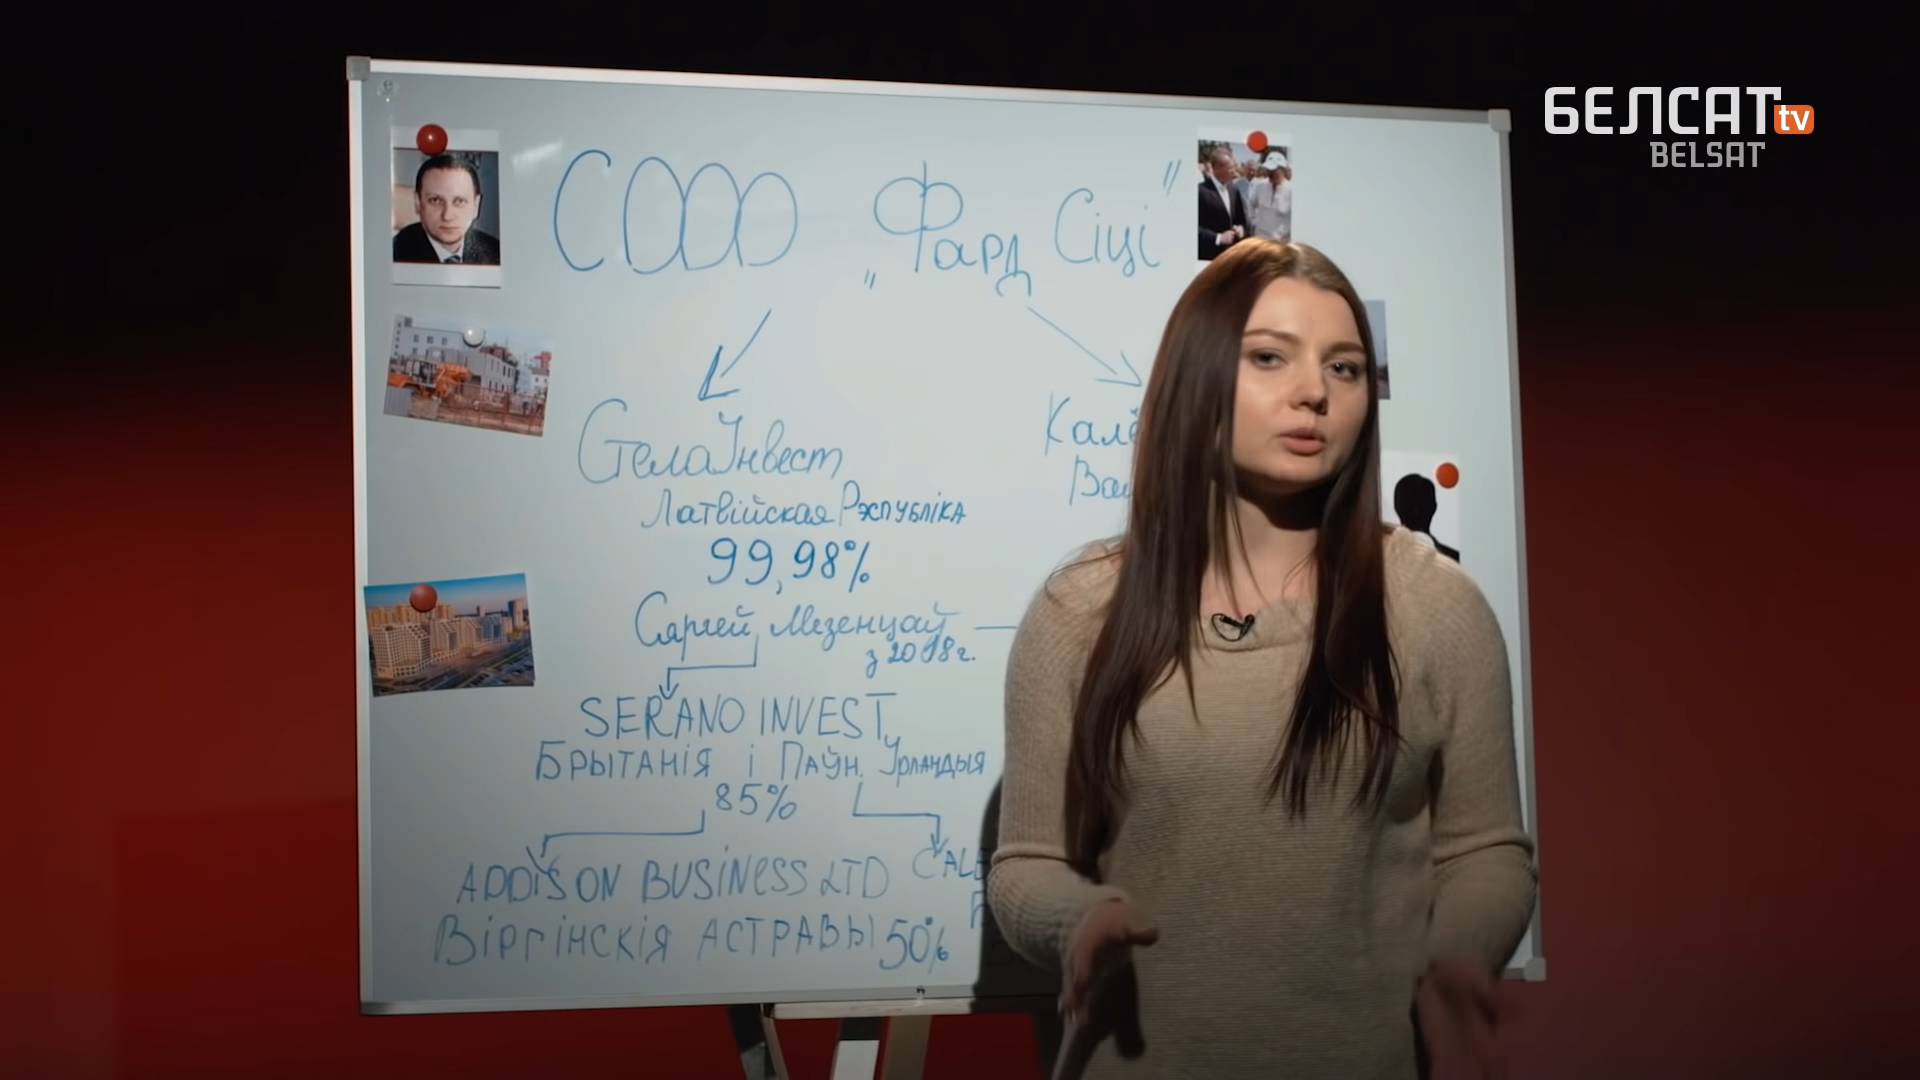 БЕЛСАТ tv
BELSAT
СООО „Фард Сіці"
СтелаІнвест
Латвійская Рэспубліка
99,98%
Сяргей Мезенцаў
з 2018г.
SERANO INVEST
БРЫТАНІЯ І ПАЎН. ІРЛАНДЫЯ
85%
ADDISON BUSINESS LTD
ВІРГІНСКІЯ АСТРАВЫ 50%